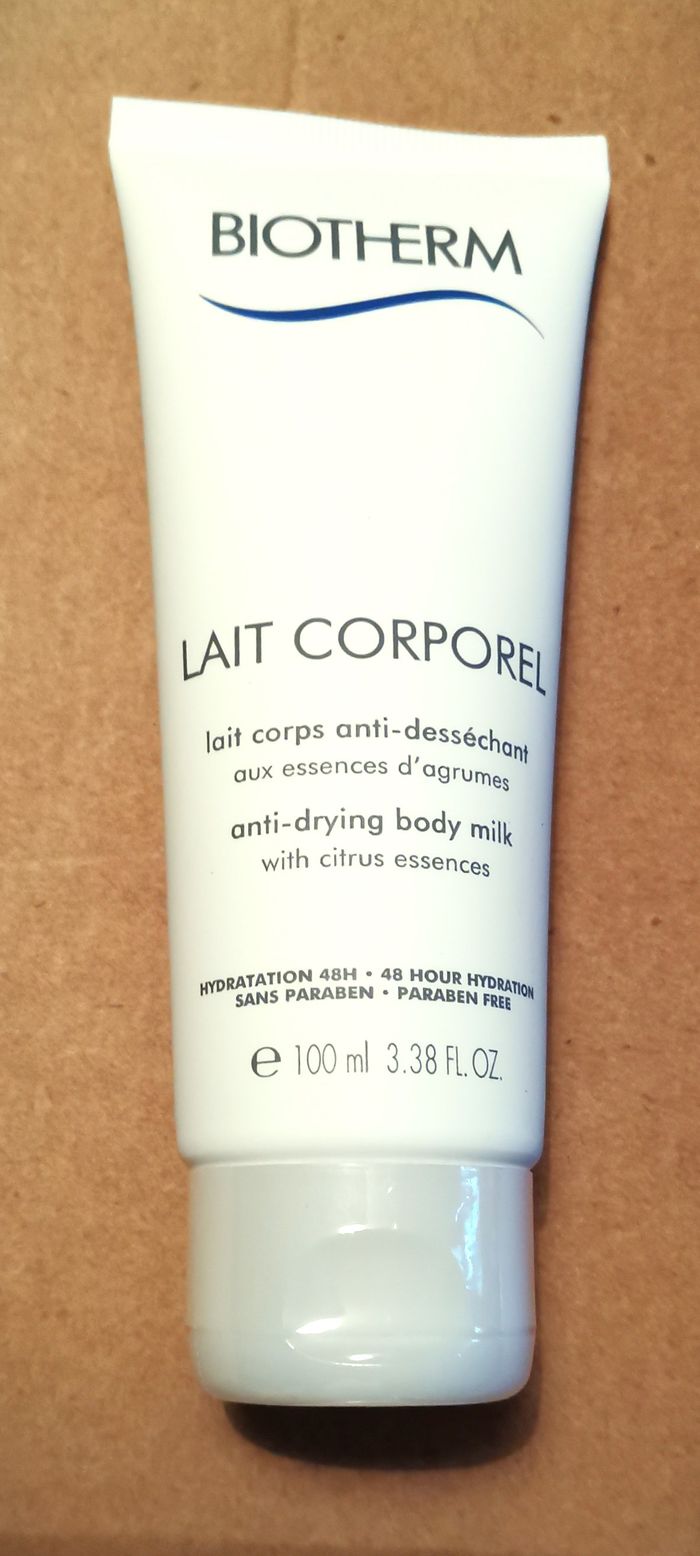 BIOTHERM
LAIT CORPOREL
lait corps anti-desséchant
aux essences d'agrumes
anti-drying body milk
with citrus essences
HYDRATATION 48H • 48 HOUR HYDRATION
SANS PARABEN • PARABEN FREE
℮ 100 ml 3.38 FL. OZ.